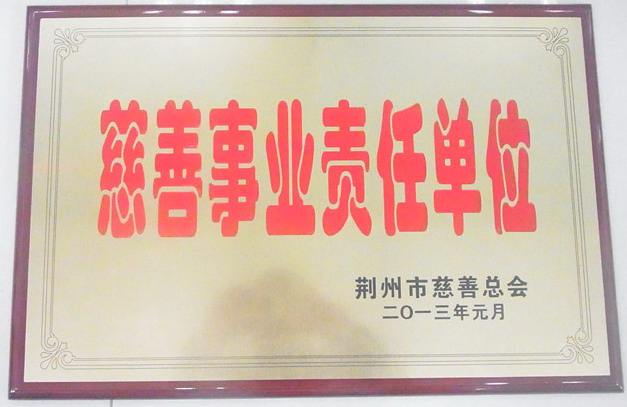 慈善事业责任单位
荆州市慈善总会
二〇一三年元月